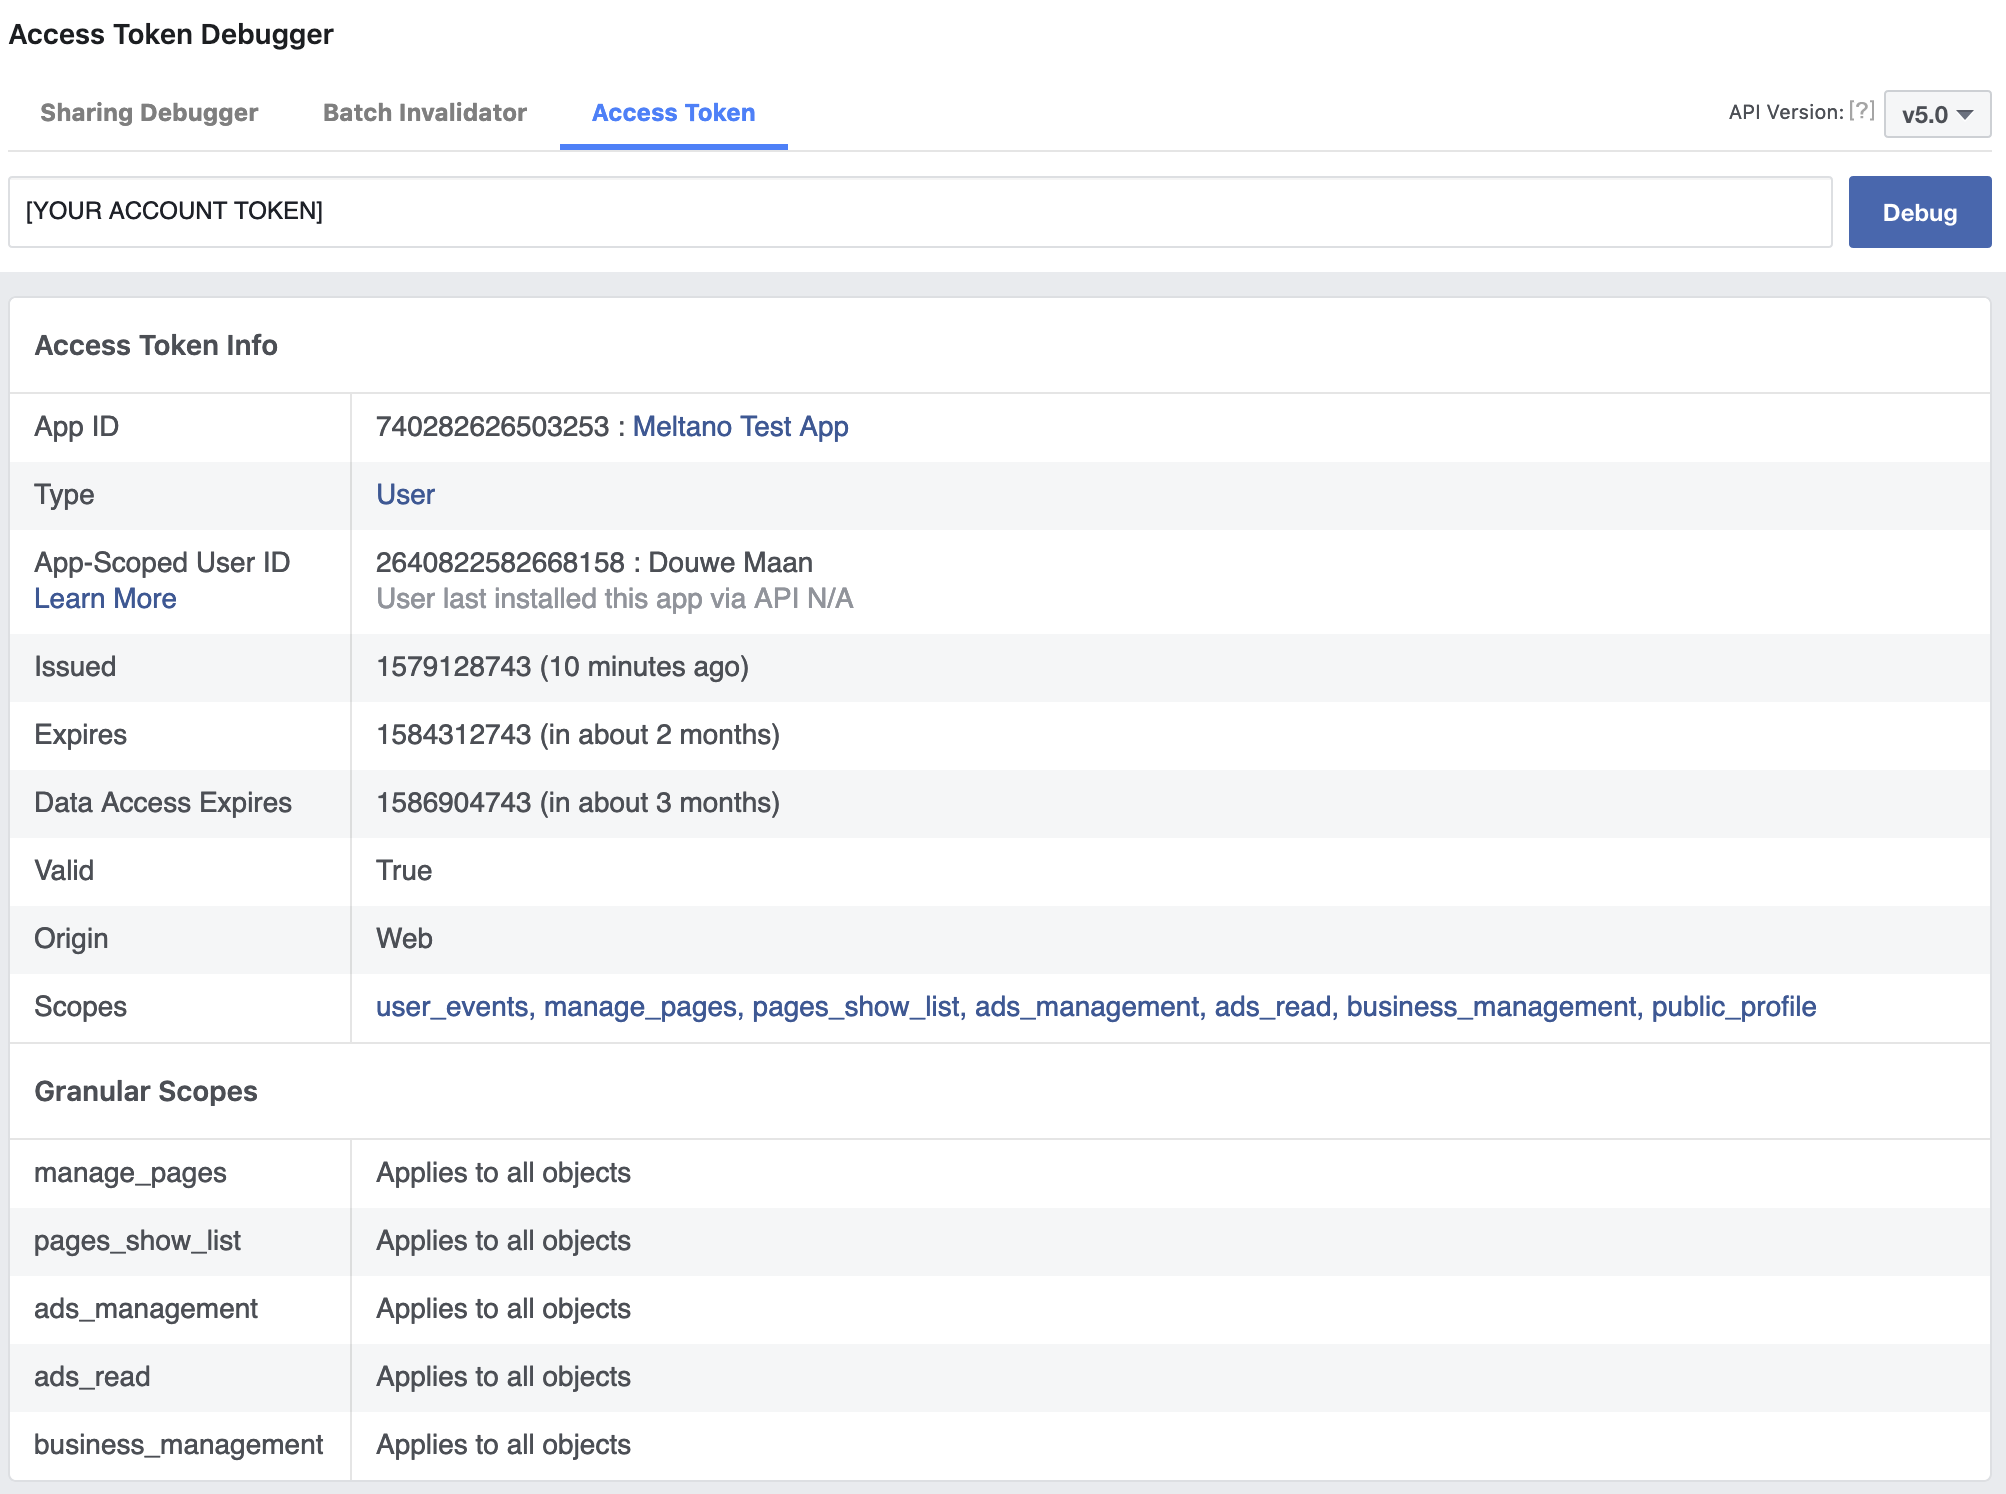 Access Token Debugger
Sharing Debugger Batch Invalidator Access Token API Version: [?] v5.0
[YOUR ACCOUNT TOKEN] Debug
Access Token Info
App ID 740282626503253 : Meltano Test App
Type User
App-Scoped User ID 2640822582668158 : Douwe Maan
Learn More User last installed this app via API N/A
Issued 1579128743 (10 minutes ago)
Expires 1584312743 (in about 2 months)
Data Access Expires 1586904743 (in about 3 months)
Valid True
Origin Web
Scopes user_events, manage_pages, pages_show_list, ads_management, ads_read, business_management, public_profile
Granular Scopes
manage_pages Applies to all objects
pages_show_list Applies to all objects
ads_management Applies to all objects
ads_read Applies to all objects
business_management Applies to all objects